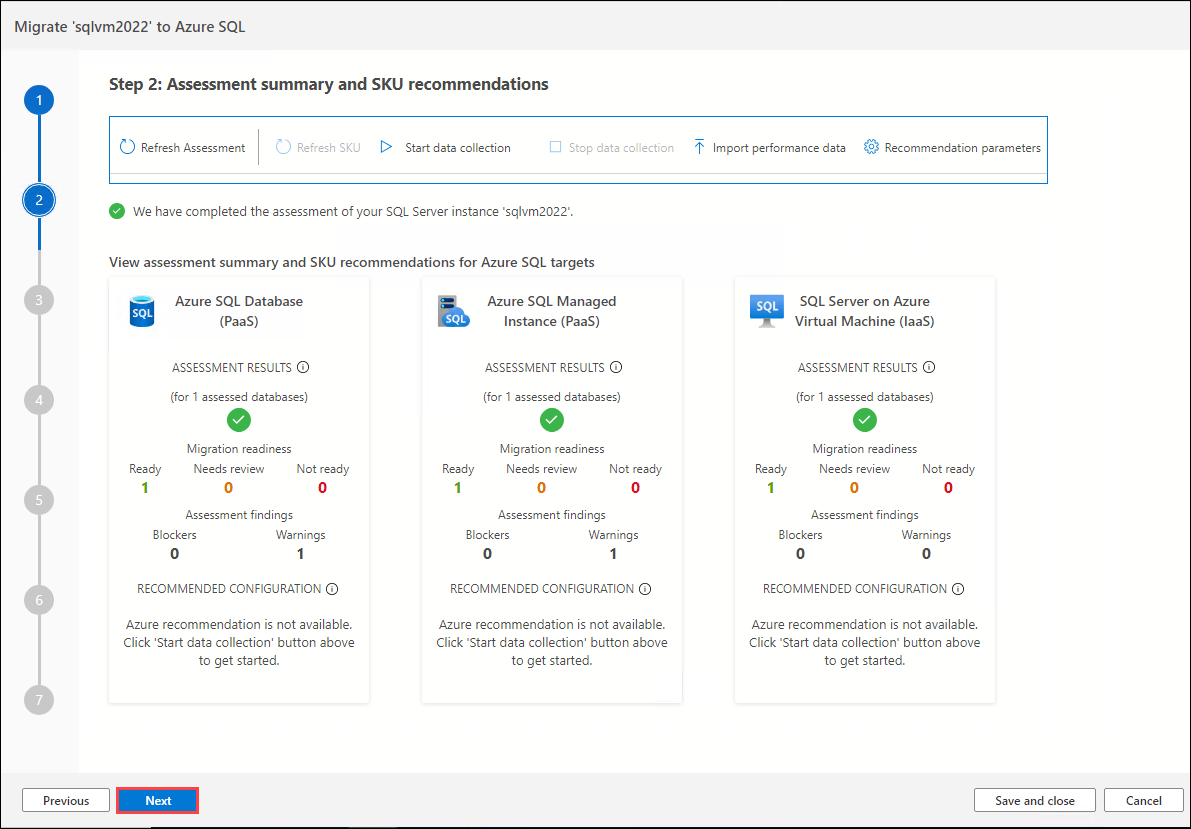 Migrate 'sqlvm2022' to Azure SQL
1
2
3
4
5
6
7
Step 2: Assessment summary and SKU recommendations
Refresh Assessment
Refresh SKU
Start data collection
Stop data collection
Import performance data
Recommendation parameters
We have completed the assessment of your SQL Server instance 'sqlvm2022'.
View assessment summary and SKU recommendations for Azure SQL targets
SQL
Azure SQL Database
(PaaS)
ASSESSMENT RESULTS
(for 1 assessed databases)
Migration readiness
Ready Needs review Not ready
1 0 0
Assessment findings
Blockers Warnings
0 1
RECOMMENDED CONFIGURATION
Azure recommendation is not available.
Click 'Start data collection' button above
to get started.
SQL
Azure SQL Managed
Instance (PaaS)
ASSESSMENT RESULTS
(for 1 assessed databases)
Migration readiness
Ready Needs review Not ready
1 0 0
Assessment findings
Blockers Warnings
0 1
RECOMMENDED CONFIGURATION
Azure recommendation is not available.
Click 'Start data collection' button above
to get started.
SQL
SQL Server on Azure
Virtual Machine (IaaS)
ASSESSMENT RESULTS
(for 1 assessed databases)
Migration readiness
Ready Needs review Not ready
1 0 0
Assessment findings
Blockers Warnings
0 0
RECOMMENDED CONFIGURATION
Azure recommendation is not available.
Click 'Start data collection' button above
to get started.
Previous
Next
Save and close
Cancel